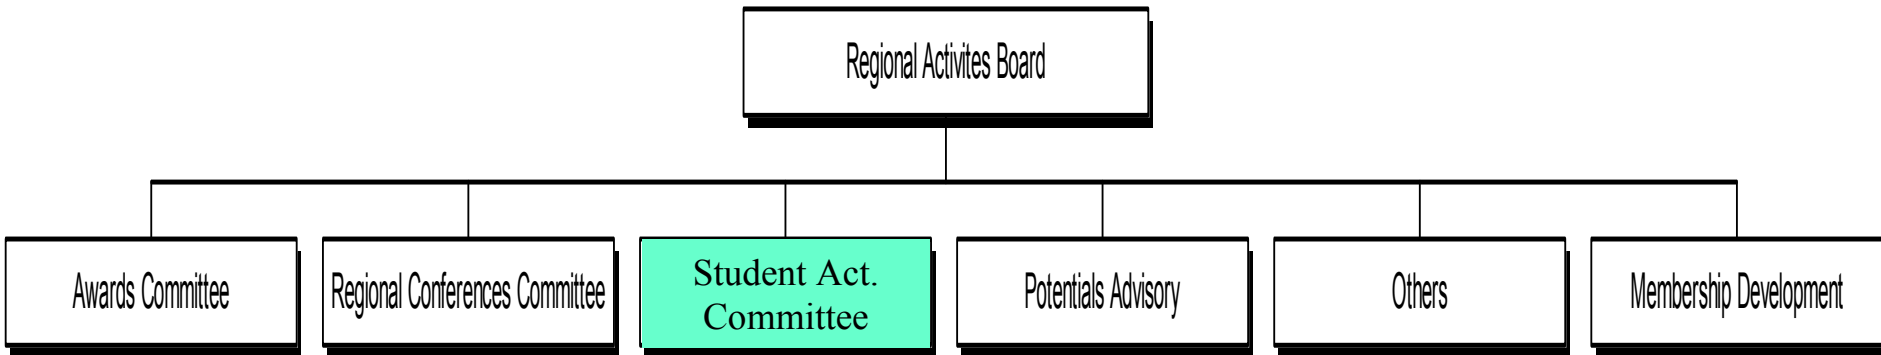 Regional Activites Board
Awards Committee
Regional Conferences Committee
Student Act.
Committee
Potentials Advisory
Others
Membership Development